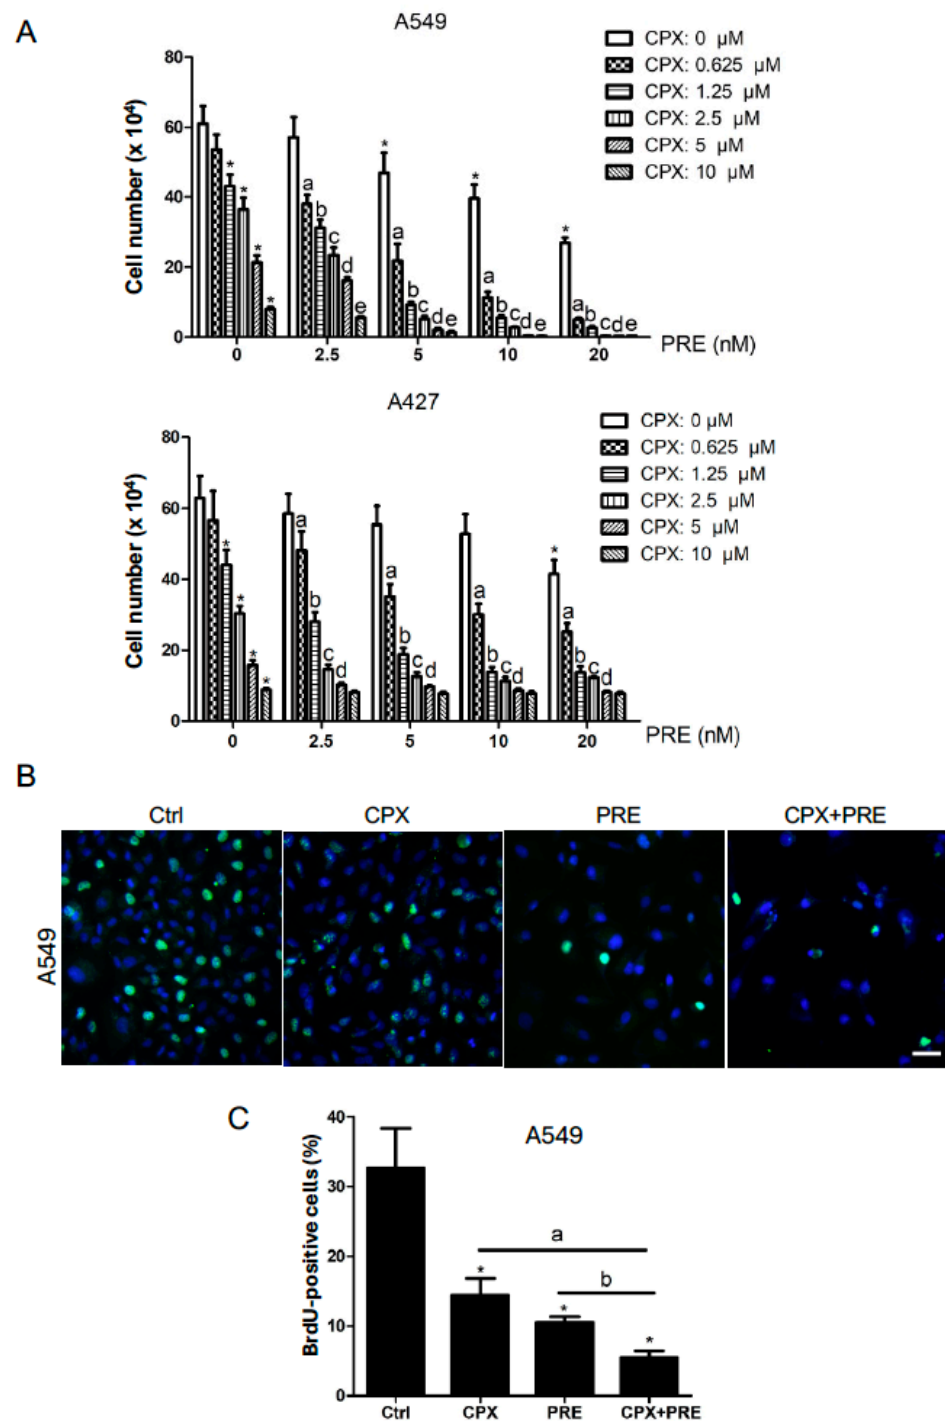 A
A549
CPX: 0 µM
CPX: 0.625 µM
CPX: 1.25 µM
CPX: 2.5 µM
CPX: 5 µM
CPX: 10 µM
Cell number (x 10⁴)
80
60
40
20
0
* * * *
a b c d e
* a b c d e
* a b c d e
* a b c d e
0 2.5 5 10 20 PRE (nM)
A427
CPX: 0 µM
CPX: 0.625 µM
CPX: 1.25 µM
CPX: 2.5 µM
CPX: 5 µM
CPX: 10 µM
Cell number (x 10⁴)
80
60
40
20
0
* * * *
a b c d
a b c d
a b c d
* a b c d
0 2.5 5 10 20 PRE (nM)
B
Ctrl CPX PRE CPX+PRE
A549
C
A549
BrdU-positive cells (%)
40
30
20
10
0
a
b
* * *
Ctrl CPX PRE CPX+PRE